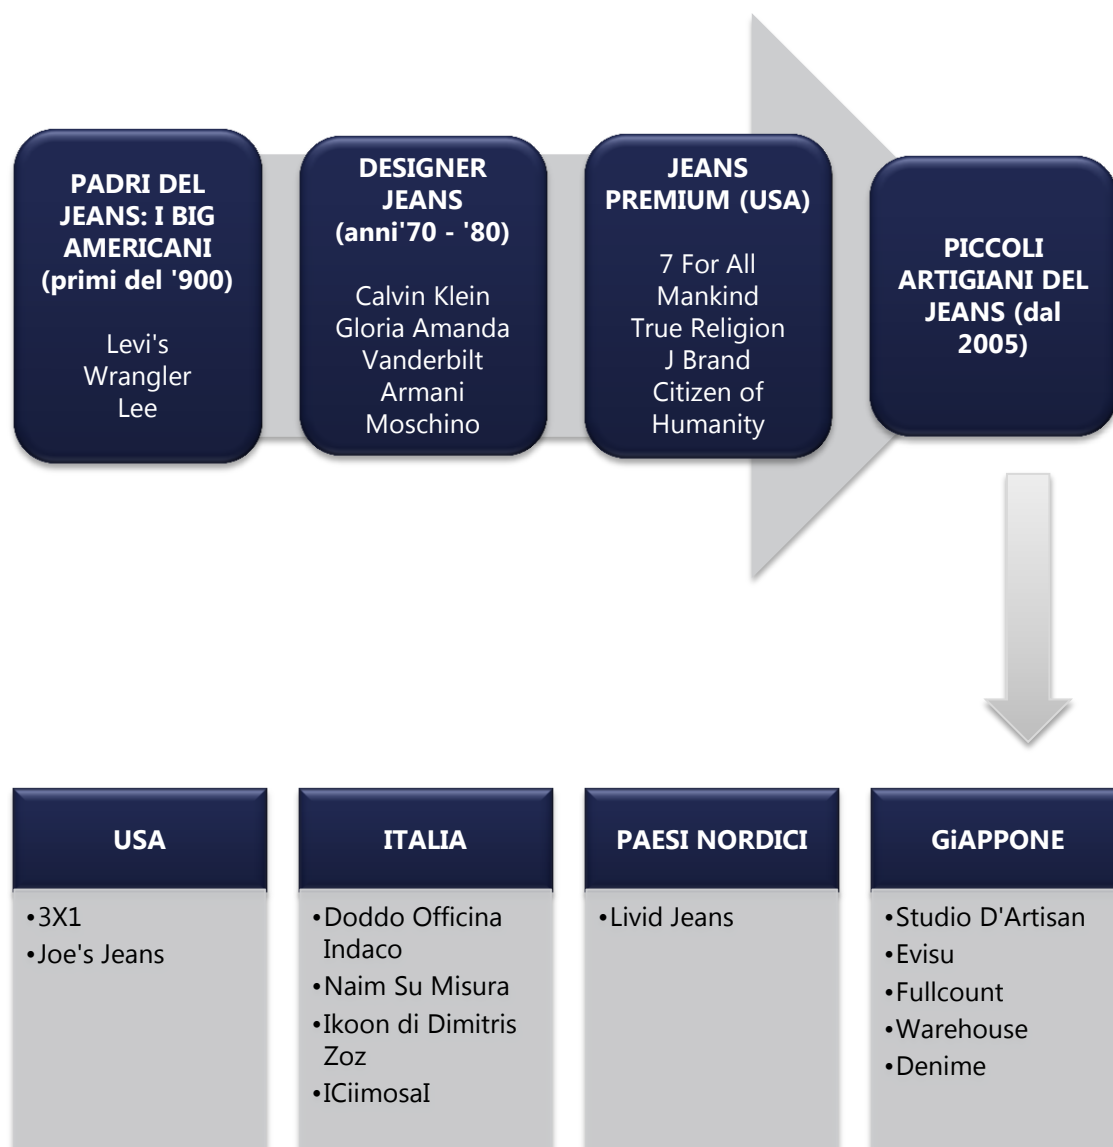 PADRI DEL
JEANS: I BIG
AMERICANI
(primi del '900)
Levi's
Wrangler
Lee
DESIGNER
JEANS
(anni'70 - '80)
Calvin Klein
Gloria Amanda
Vanderbilt
Armani
Moschino
JEANS
PREMIUM (USA)
7 For All
Mankind
True Religion
J Brand
Citizen of
Humanity
PICCOLI
ARTIGIANI DEL
JEANS (dal
2005)
USA
•3X1
•Joe's Jeans
ITALIA
•Doddo Officina
Indaco
•Naim Su Misura
•Ikoon di Dimitris
Zoz
•ICiimosaI
PAESI NORDICI
•Livid Jeans
GiAPPONE
•Studio D'Artisan
•Evisu
•Fullcount
•Warehouse
•Denime